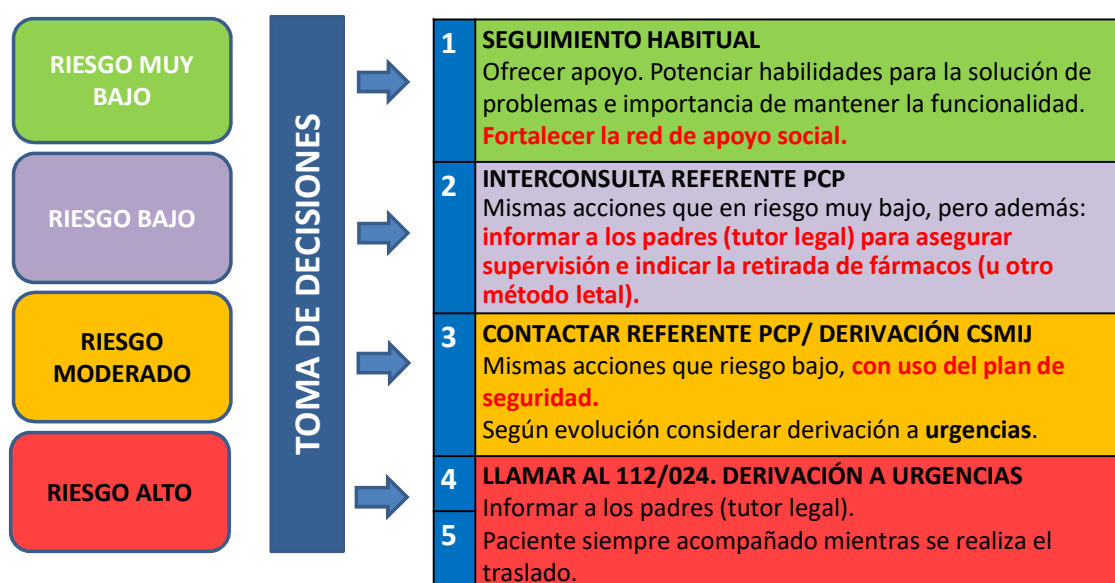 RIESGO MUY
BAJO
RIESGO BAJO
RIESGO
MODERADO
RIESGO ALTO
TOMA DE DECISIONES
1
SEGUIMIENTO HABITUAL
Ofrecer apoyo. Potenciar habilidades para la solución de
problemas e importancia de mantener la funcionalidad.
Fortalecer la red de apoyo social.
2
INTERCONSULTA REFERENTE PCP
Mismas acciones que en riesgo muy bajo, pero además:
informar a los padres (tutor legal) para asegurar
supervisión e indicar la retirada de fármacos (u otro
método letal).
3
CONTACTAR REFERENTE PCP/ DERIVACIÓN CSMIJ
Mismas acciones que riesgo bajo, con uso del plan de
seguridad.
Según evolución considerar derivación a urgencias.
4
LLAMAR AL 112/024. DERIVACIÓN A URGENCIAS
Informar a los padres (tutor legal).
5
Paciente siempre acompañado mientras se realiza el
traslado.